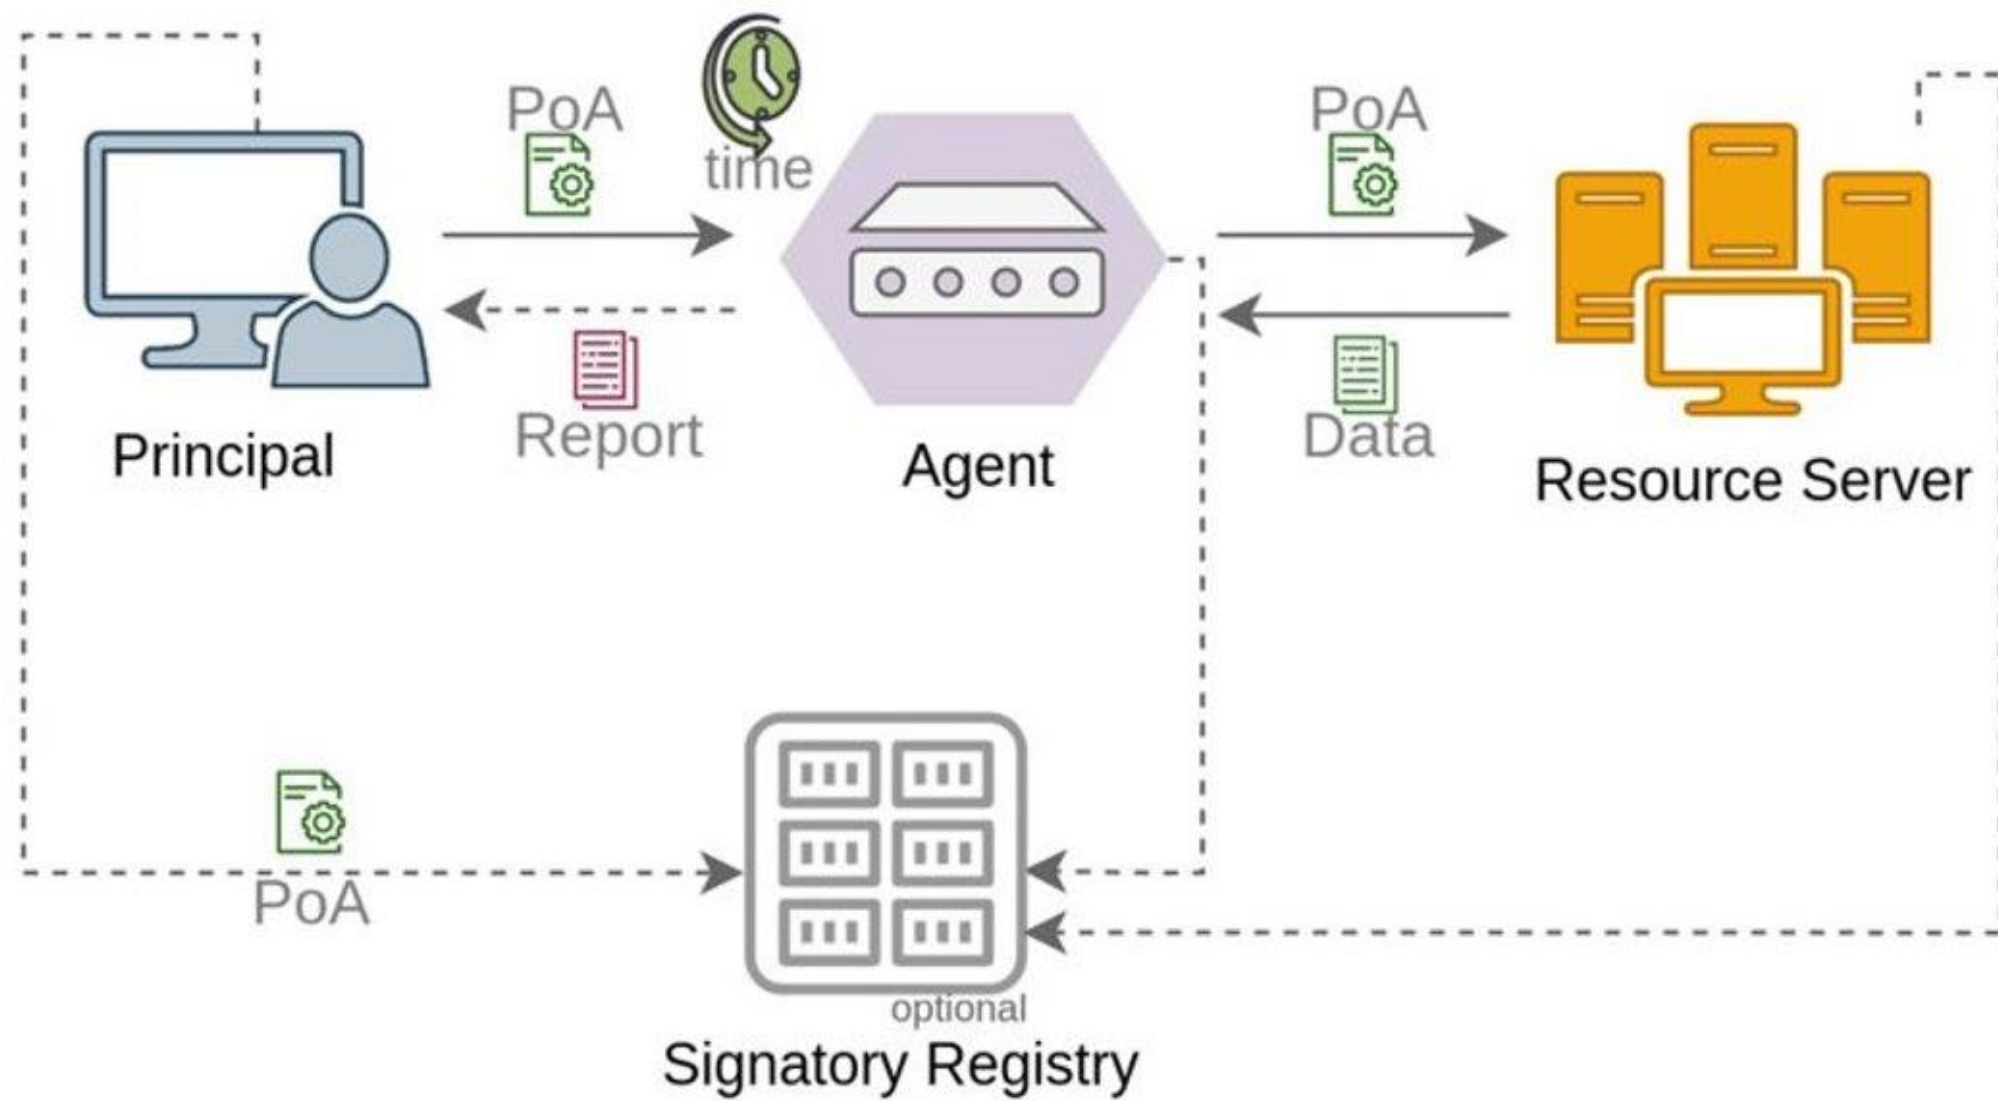 PoA
time
PoA
Report
Data
Principal
Agent
Resource Server
PoA
optional
Signatory Registry